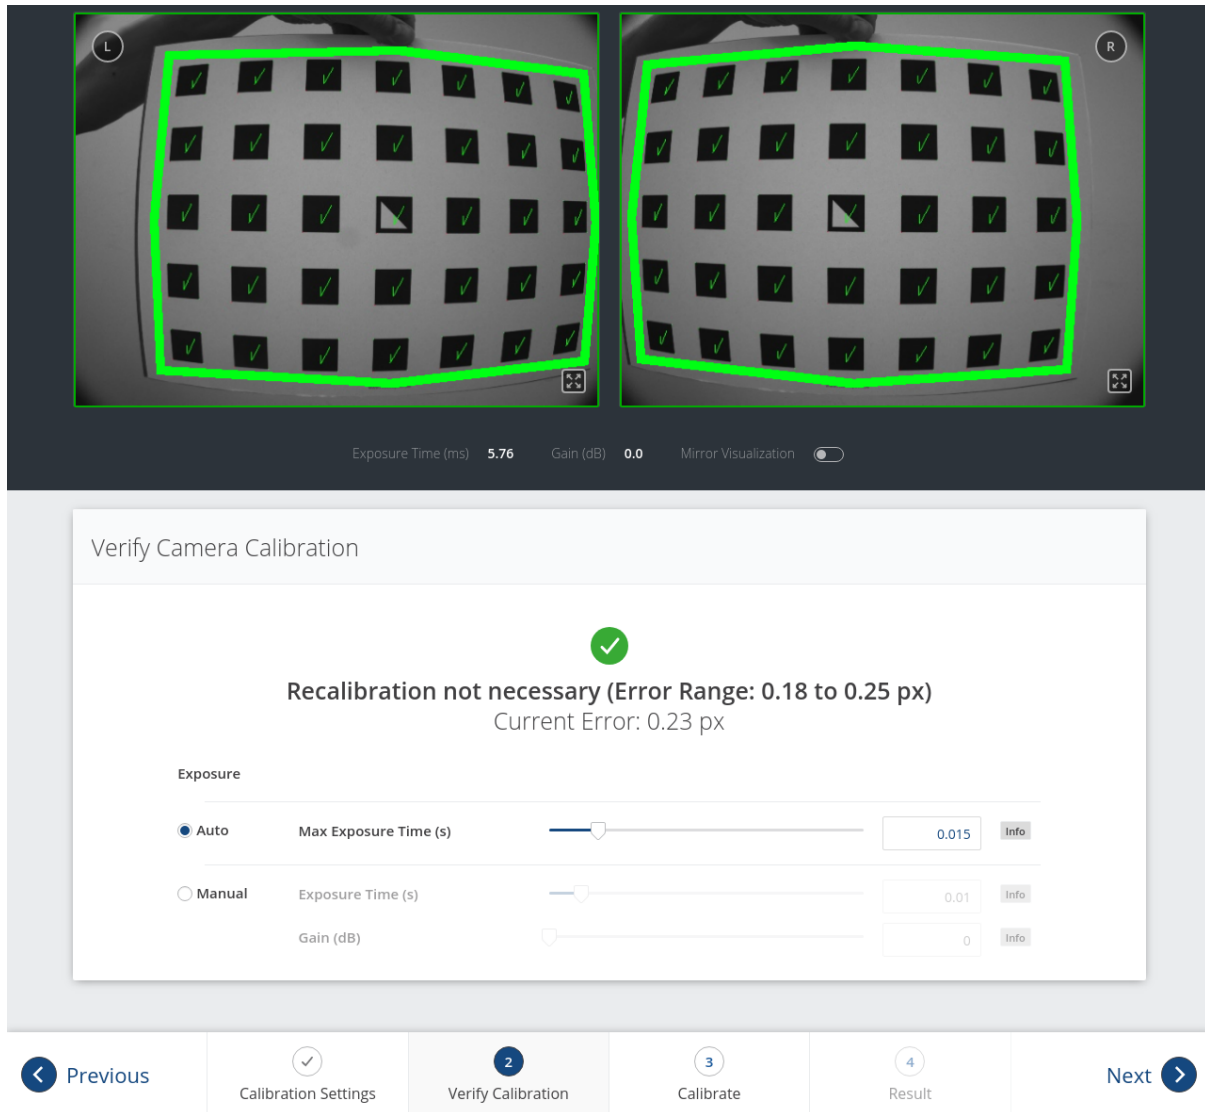 L
R
Exposure Time (ms) 5.76 Gain (dB) 0.0 Mirror Visualization
Verify Camera Calibration
Recalibration not necessary (Error Range: 0.18 to 0.25 px)
Current Error: 0.23 px
Exposure
Auto Max Exposure Time (s) 0.015 Info
Manual Exposure Time (s) 0.01 Info
Gain (dB) 0 Info
Previous
Calibration Settings
2
Verify Calibration
3
Calibrate
4
Result
Next